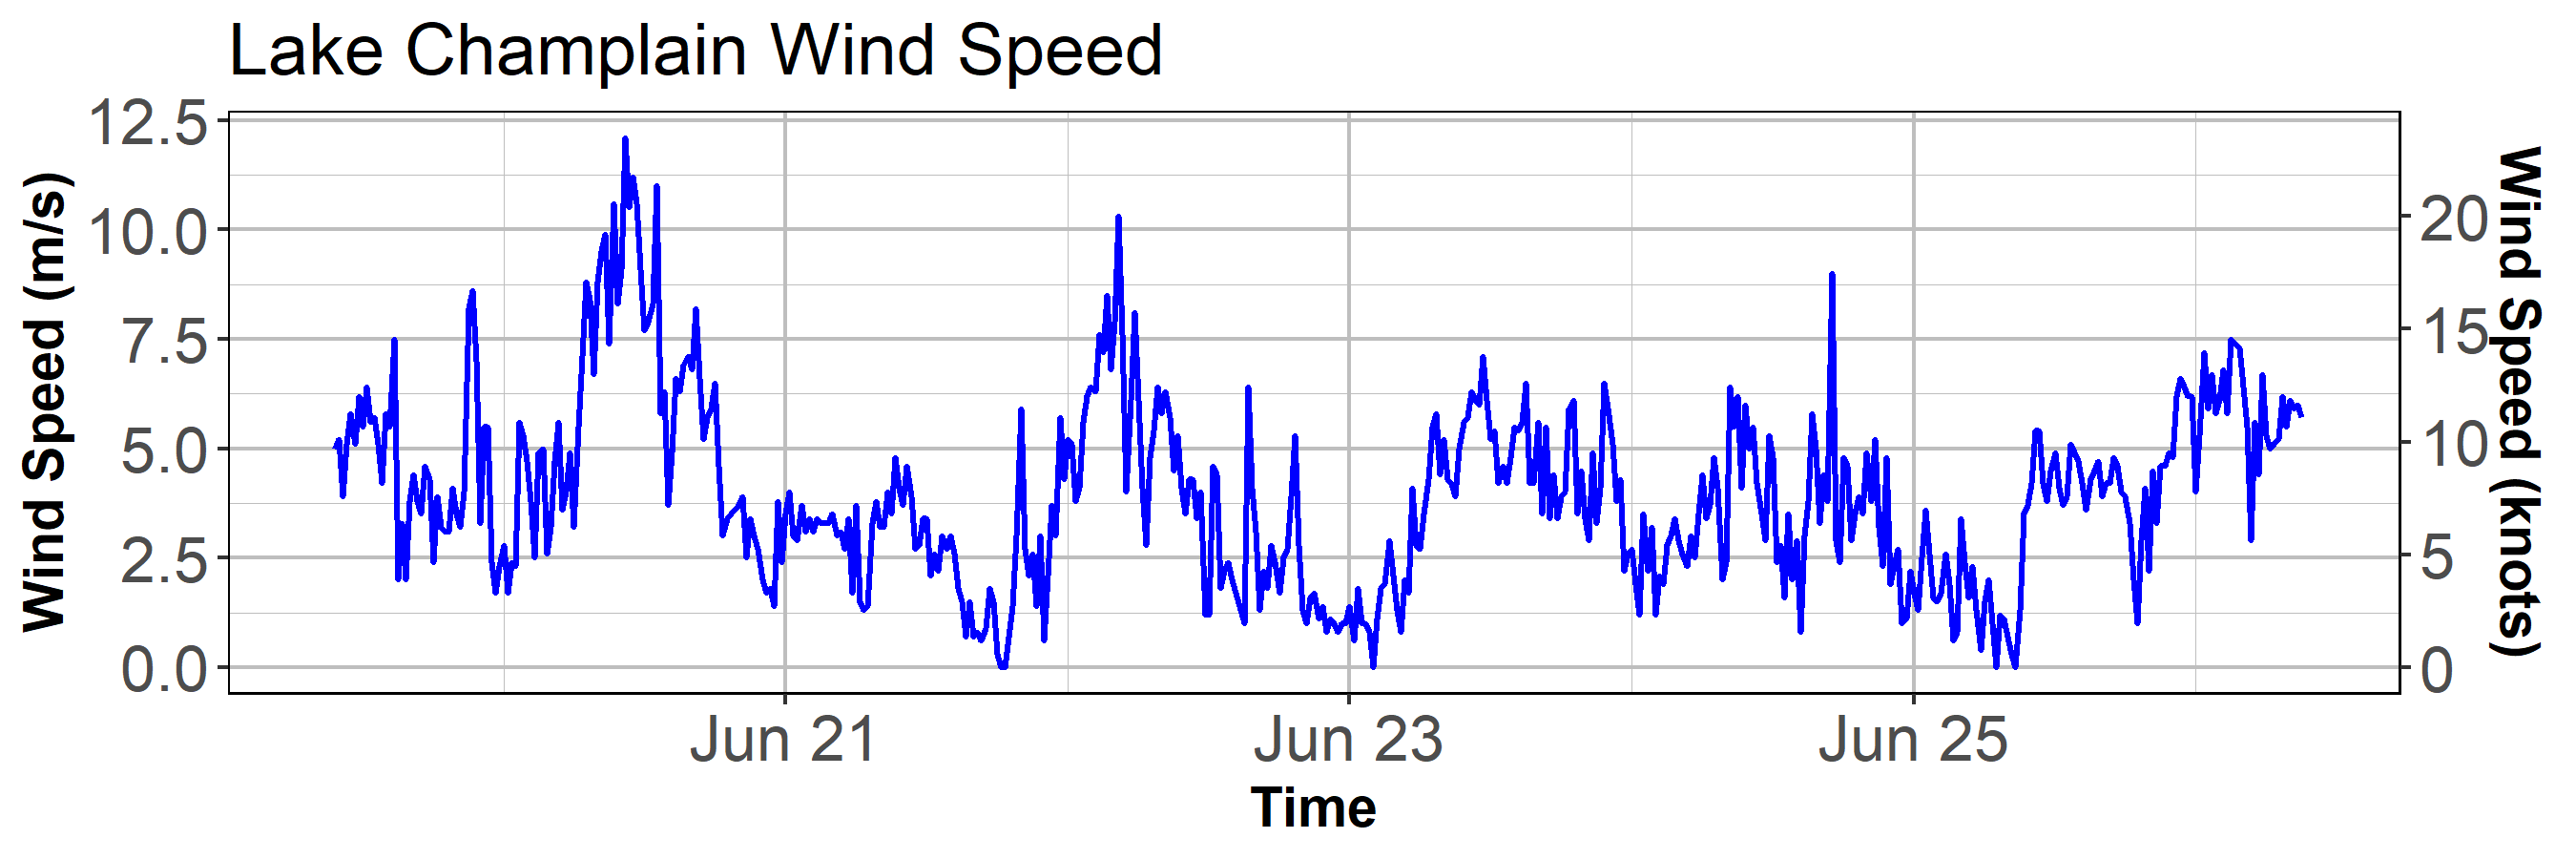 Lake Champlain Wind Speed
Wind Speed (m/s)
12.5
10.0
7.5
5.0
2.5
0.0
20
15
10
5
0
Wind Speed (knots)
Jun 21 Jun 23 Jun 25
Time